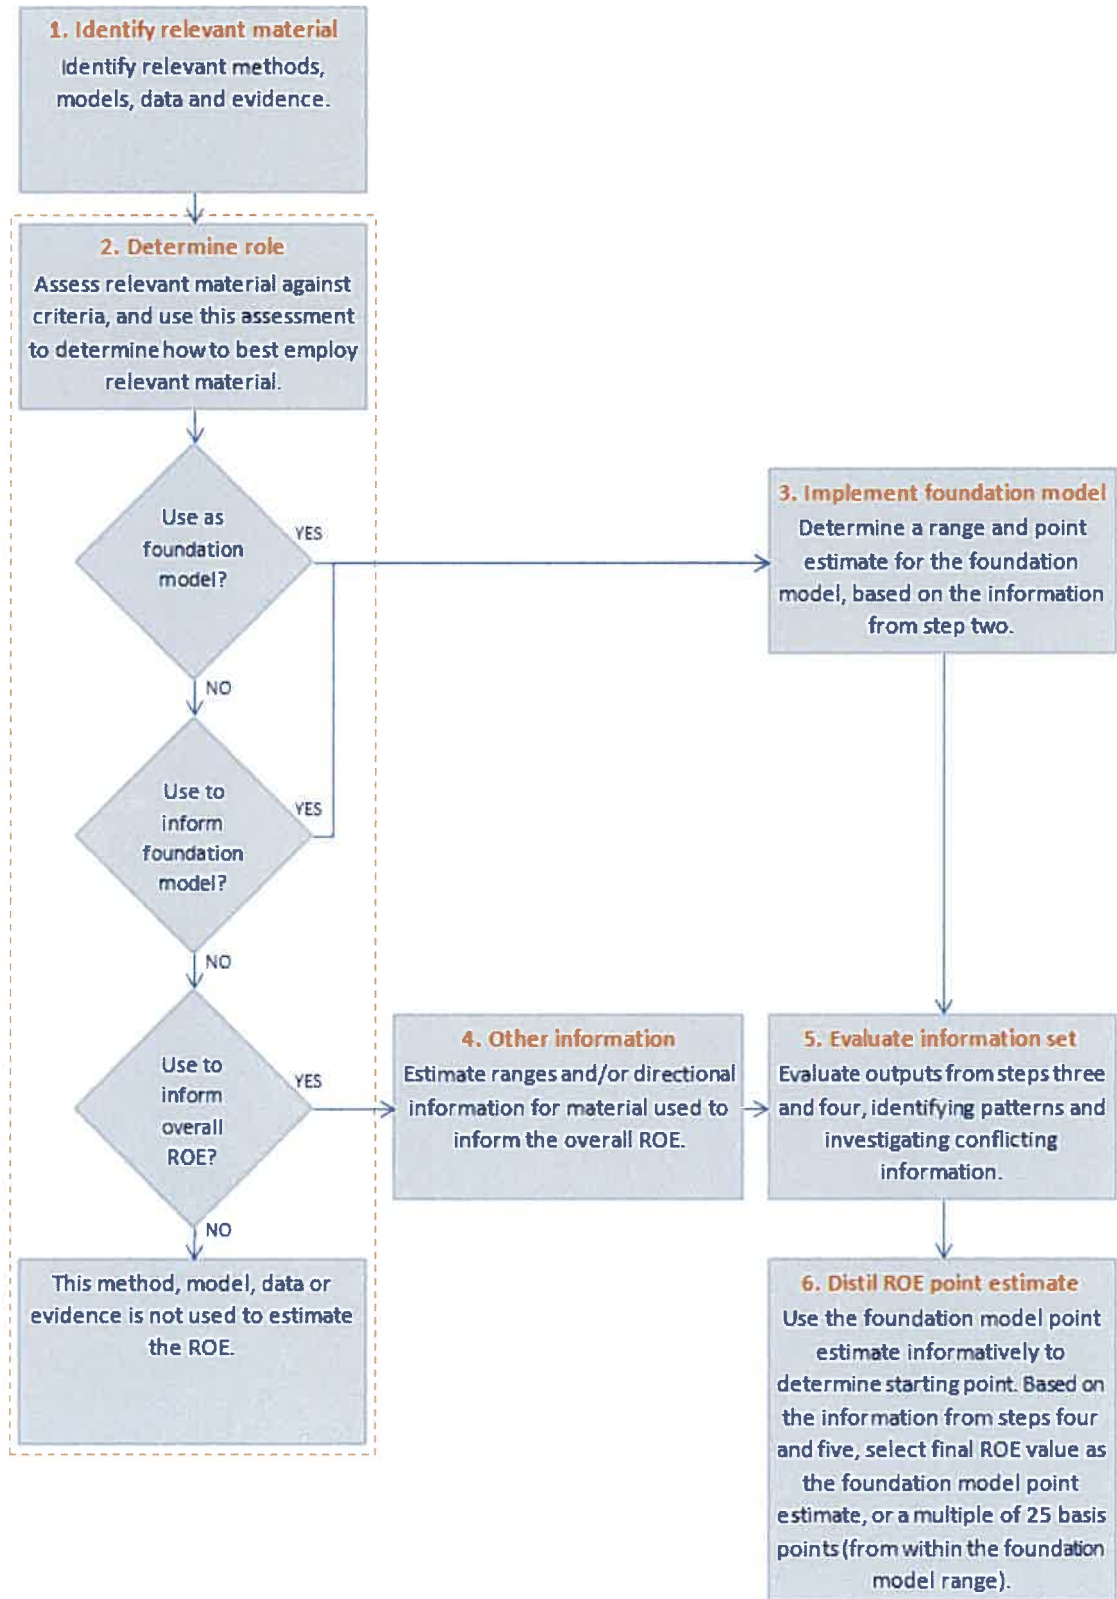 1. Identify relevant material
Identify relevant methods,
models, data and evidence.
2. Determine role
Assess relevant material against
criteria, and use this assessment
to determine how to best employ
relevant material.
Use as
foundation
model?
YES
NO
3. Implement foundation model
Determine a range and point
estimate for the foundation
model, based on the information
from step two.
Use to
inform
foundation
model?
YES
NO
Use to
inform
overall
ROE?
YES
NO
4. Other information
Estimate ranges and/or directional
information for material used to
inform the overall ROE.
5. Evaluate information set
Evaluate outputs from steps three
and four, identifying patterns and
investigating conflicting
information.
This method, model, data or
evidence is not used to estimate
the ROE.
6. Distil ROE point estimate
Use the foundation model point
estimate informatively to
determine starting point. Based on
the information from steps four
and five, select final ROE value as
the foundation model point
estimate, or a multiple of 25 basis
points (from within the foundation
model range).